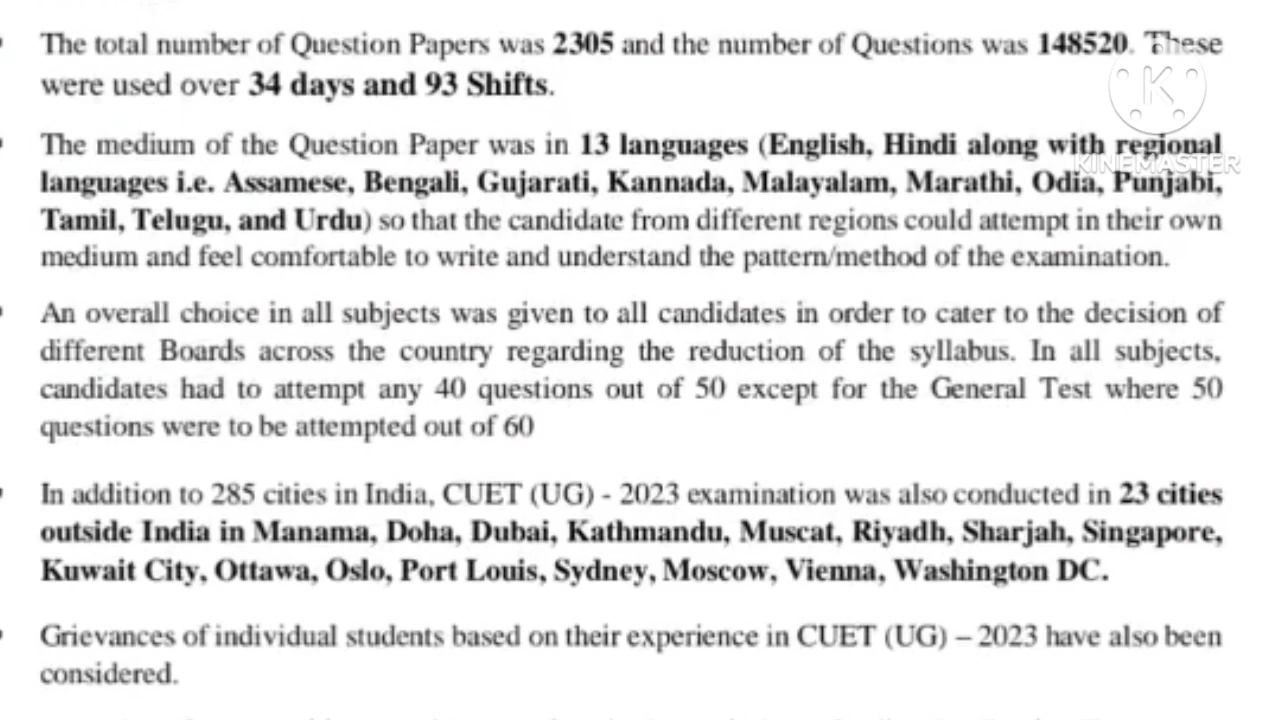 The total number of Question Papers was 2305 and the number of Questions was 148520. These
were used over 34 days and 93 Shifts.
The medium of the Question Paper was in 13 languages (English, Hindi along with regional
languages i.e. Assamese, Bengali, Gujarati, Kannada, Malayalam, Marathi, Odia, Punjabi,
Tamil, Telugu, and Urdu) so that the candidate from different regions could attempt in their own
medium and feel comfortable to write and understand the pattern/method of the examination.
An overall choice in all subjects was given to all candidates in order to cater to the decision of
different Boards across the country regarding the reduction of the syllabus. In all subjects,
candidates had to attempt any 40 questions out of 50 except for the General Test where 50
questions were to be attempted out of 60
In addition to 285 cities in India, CUET (UG) - 2023 examination was also conducted in 23 cities
outside India in Manama, Doha, Dubai, Kathmandu, Muscat, Riyadh, Sharjah, Singapore,
Kuwait City, Ottawa, Oslo, Port Louis, Sydney, Moscow, Vienna, Washington DC.
Grievances of individual students based on their experience in CUET (UG) – 2023 have also been
considered.
K
KINEMASTER